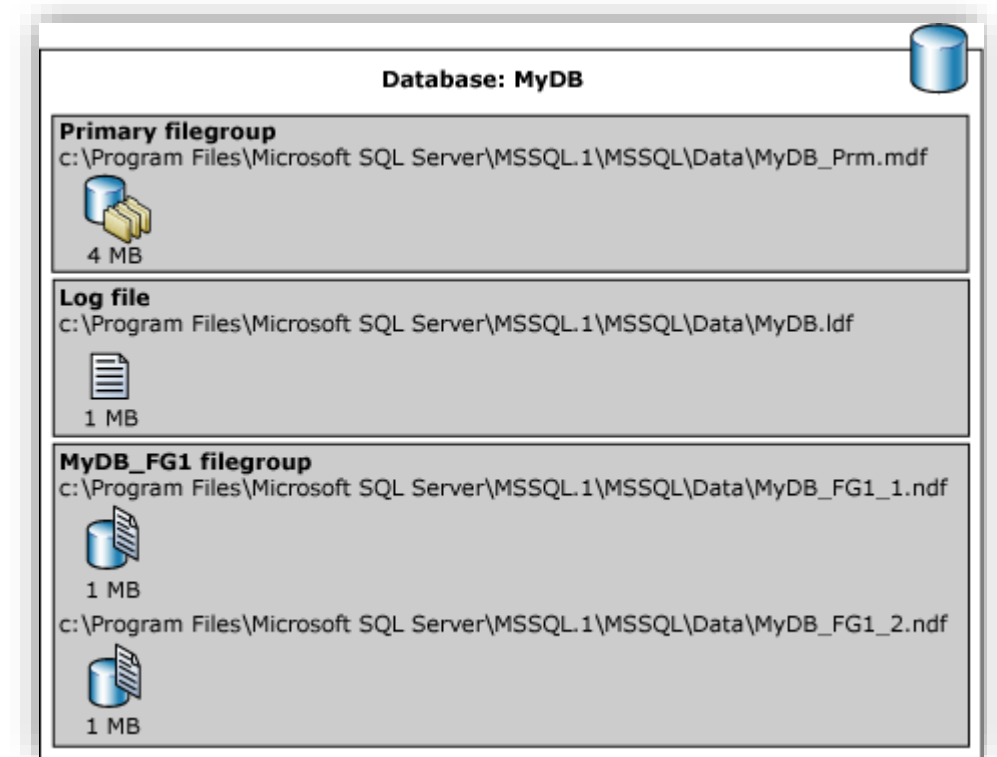 Database: MyDB
Primary filegroup
c:\Program Files\Microsoft SQL Server\MSSQL.1\MSSQL\Data\MyDB_Prm.mdf
4 MB
Log file
c:\Program Files\Microsoft SQL Server\MSSQL.1\MSSQL\Data\MyDB.ldf
1 MB
MyDB_FG1 filegroup
c:\Program Files\Microsoft SQL Server\MSSQL.1\MSSQL\Data\MyDB_FG1_1.ndf
1 MB
c:\Program Files\Microsoft SQL Server\MSSQL.1\MSSQL\Data\MyDB_FG1_2.ndf
1 MB